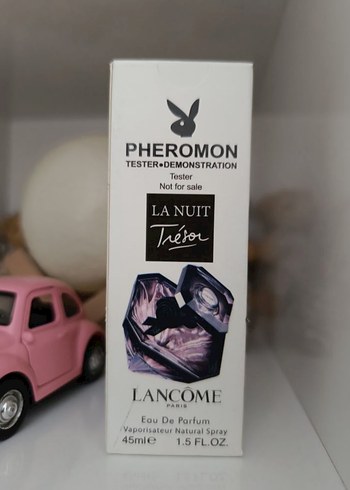 PHEROMON
TESTER●DEMONSTRATION
Tester
Not for sale
LA NUIT
Trésor
LANCÔME
PARIS
Eau De Parfum
Vaporisateur Natural Spray
45ml℮ 1.5 FL.OZ.